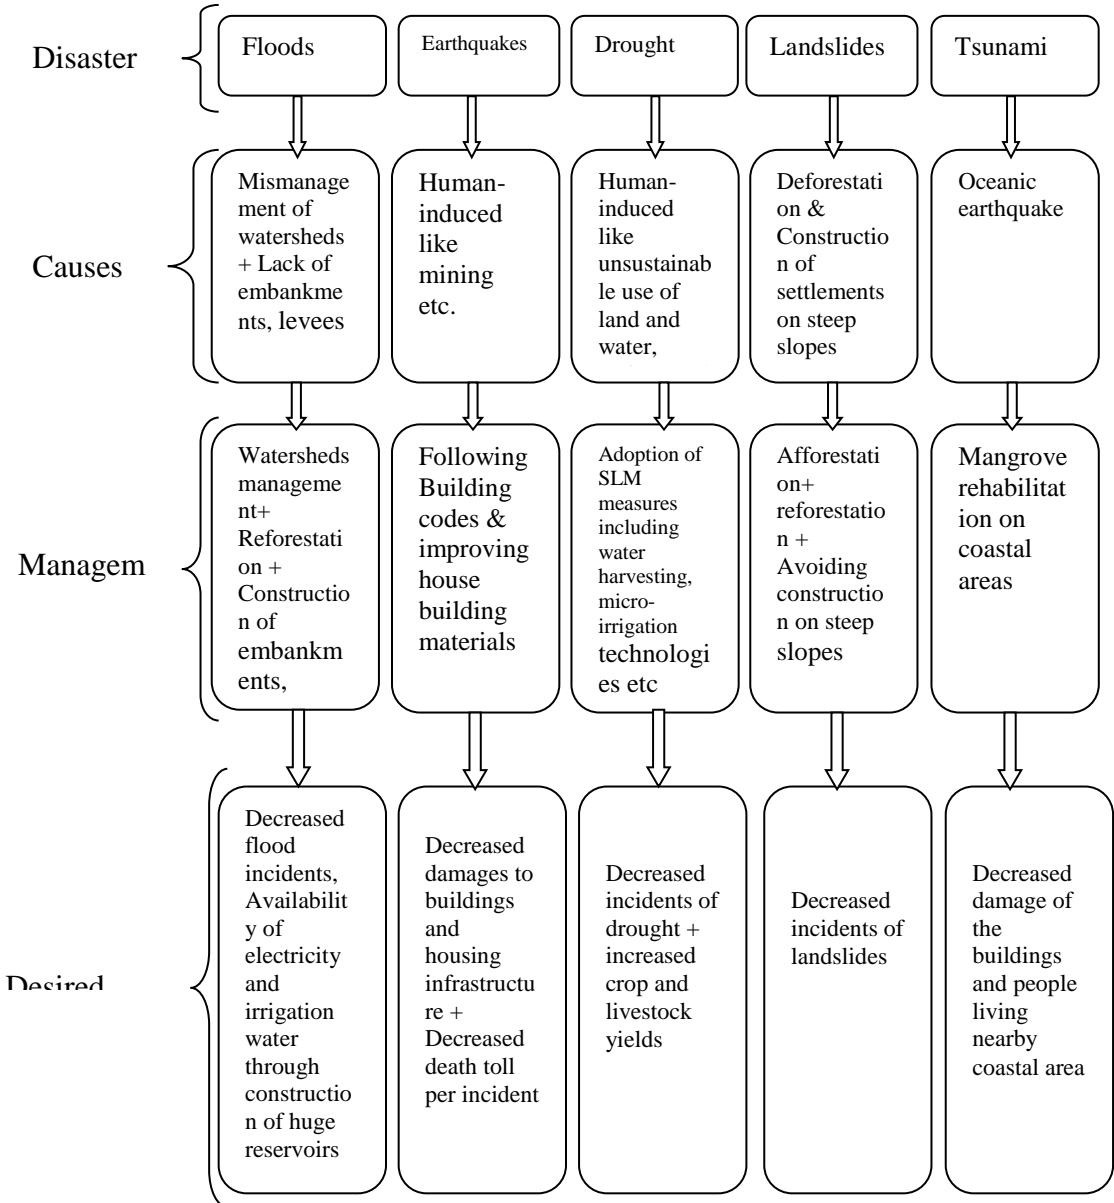 Disaster
Floods
Earthquakes
Drought
Landslides
Tsunami
Causes
Mismanage
ment of
watersheds
+ Lack of
embankme
nts, levees
Human-
induced
like
mining
etc.
Human-
induced
like
unsustainab
le use of
land and
water,
Deforestati
on &
Constructio
n of
settlements
on steep
slopes
Oceanic
earthquake
Managem
Watersheds
manageme
nt+
Reforestati
on +
Constructio
n of
embankm
ents,
Following
Building
codes &
improving
house
building
materials
Adoption of
SLM
measures
including
water
harvesting,
micro-
irrigation
technologi
es etc
Afforestati
on+
reforestatio
n +
Avoiding
constructio
n on steep
slopes
Mangrove
rehabilitat
ion on
coastal
areas
Desired
Decreased
flood
incidents,
Availabilit
y of
electricity
and
irrigation
water
through
constructio
n of huge
reservoirs
Decreased
damages to
buildings
and
housing
infrastructu
re +
Decreased
death toll
per incident
Decreased
incidents of
drought +
increased
crop and
livestock
yields
Decreased
incidents of
landslides
Decreased
damage of
the
buildings
and people
living
nearby
coastal area